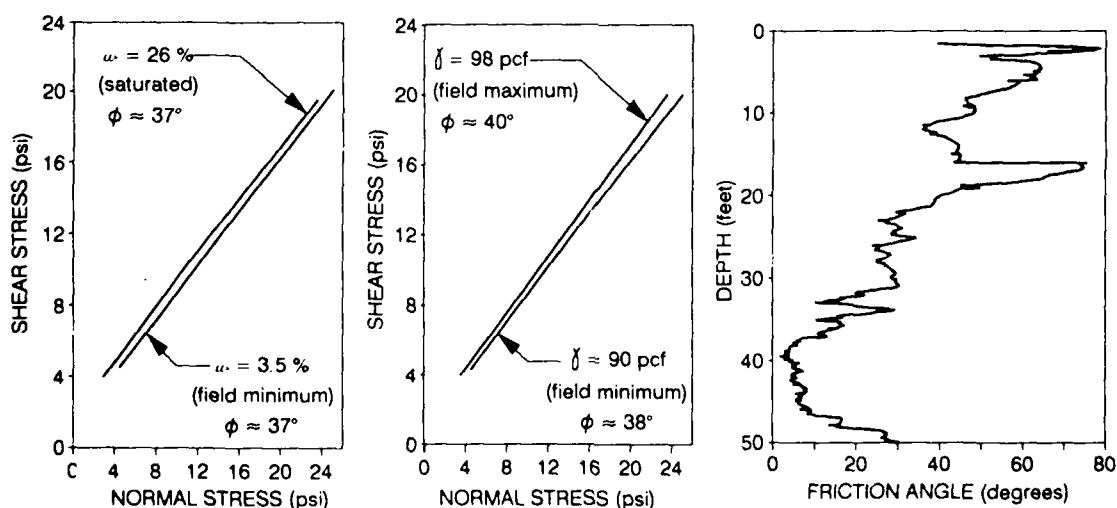 24
20
16
12
8
4
0
SHEAR STRESS (psi)
ω = 26 %
(saturated)
ϕ ≈ 37°
ω = 3.5 %
(field minimum)
ϕ ≈ 37°
0 4 8 12 16 20 24
NORMAL STRESS (psi)
24
20
16
12
8
4
0
SHEAR STRESS (psi)
γ = 98 pcf
(field maximum)
ϕ ≈ 40°
γ = 90 pcf
(field minimum)
ϕ ≈ 38°
0 4 8 12 16 20 24
NORMAL STRESS (psi)
0
10
20
30
40
50
DEPTH (feet)
0 20 40 60 80
FRICTION ANGLE (degrees)